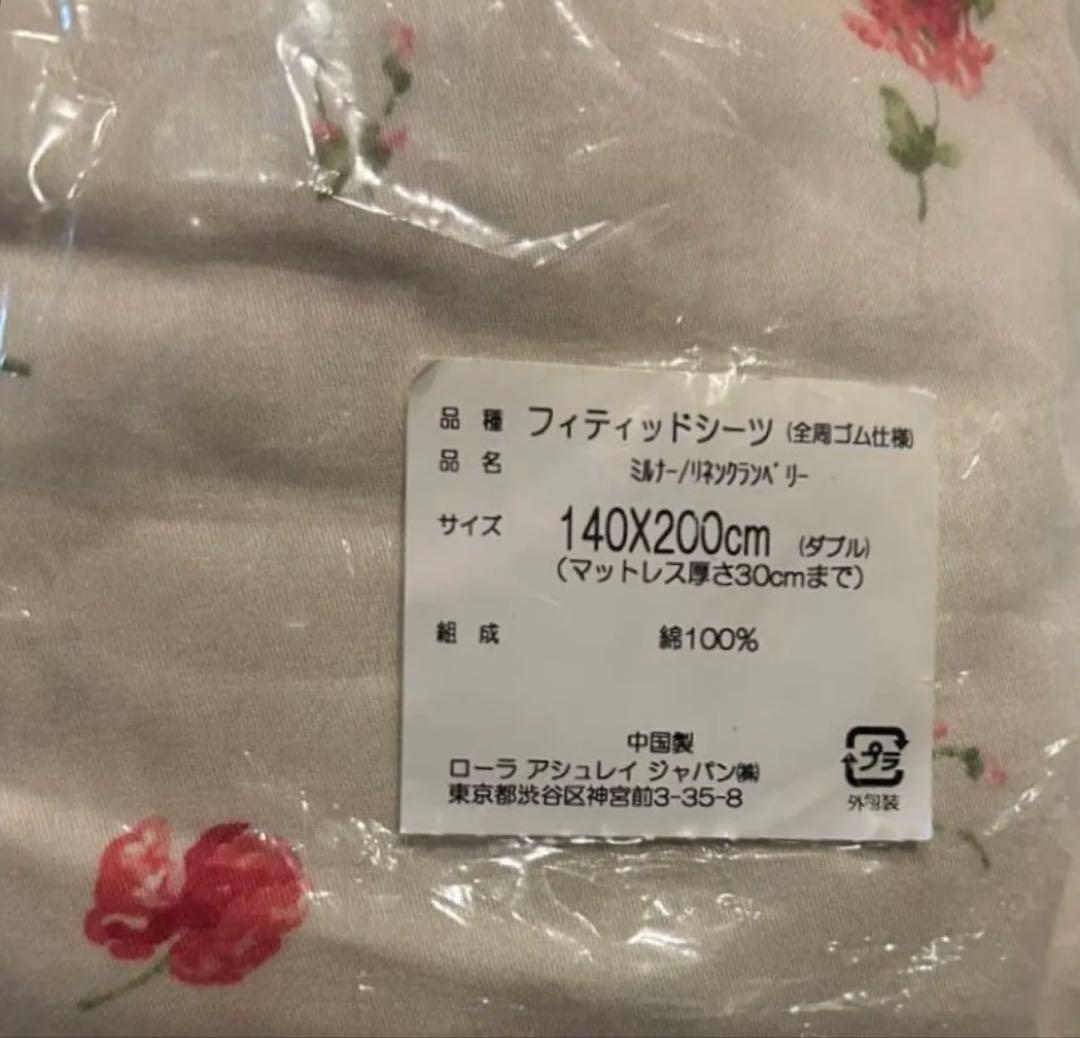 品種 フィティッドシーツ (全周ゴム仕様)
品名 ﾐﾙﾅｰ/ﾘﾈﾝｸﾗﾝﾍﾞﾘｰ
サイズ 140X200cm (ダブル)
(マットレス厚さ30cmまで)
組成 綿100%
中国製
ローラ アシュレイ ジャパン㈱
東京都渋谷区神宮前3-35-8
プラ
外包装